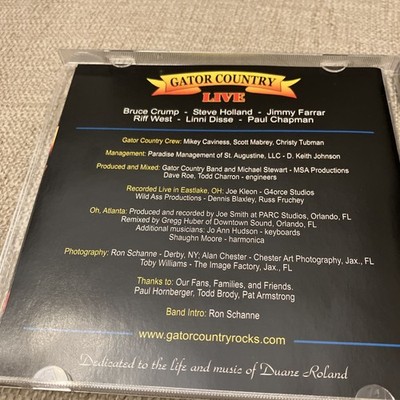 GATOR COUNTRY
LIVE
Bruce Crump - Steve Holland - Jimmy Farrar
Riff West - Linni Disse - Paul Chapman
Gator Country Crew: Mikey Caviness, Scott Mabrey, Christy Tubman
Management: Paradise Management of St. Augustine, LLC - D. Keith Johnson
Produced and Mixed: Gator Country Band and Michael Stewart - MSA Productions
Dave Roe, Todd Charron - engineers
Recorded Live in Eastlake, OH: Joe Kleon - G4orce Studios
Wild Ass Productions - Dennis Blaxley, Russ Fruchey
Oh, Atlanta: Produced and recorded by Joe Smith at PARC Studios, Orlando, FL
Remixed by Gregg Huber of Downtown Sound, Orlando, FL
Additional musicians: Jo Ann Hudson - keyboards
Shaughn Moore - harmonica
Photography: Ron Schanne - Derby, NY; Alan Chester - Chester Art Photography, Jax., FL
Toby Williams - The Image Factory, Jax., FL
Thanks to: Our Fans, Families, and Friends.
Paul Hornberger, Todd Brody, Pat Armstrong
Band Intro: Ron Schanne
www.gatorcountryrocks.com
Dedicated to the life and music of Duane Roland